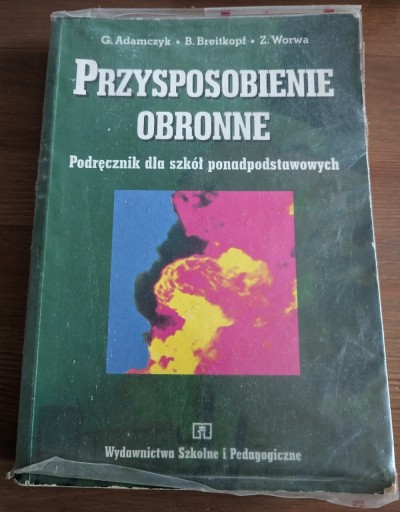 G. Adamczyk • B. Breitkopf • Z. Worwa
PRZYSPOSOBIENIE
OBRONNE
Podręcznik dla szkół ponadpodstawowych
Wydawnictwa Szkolne i Pedagogiczne